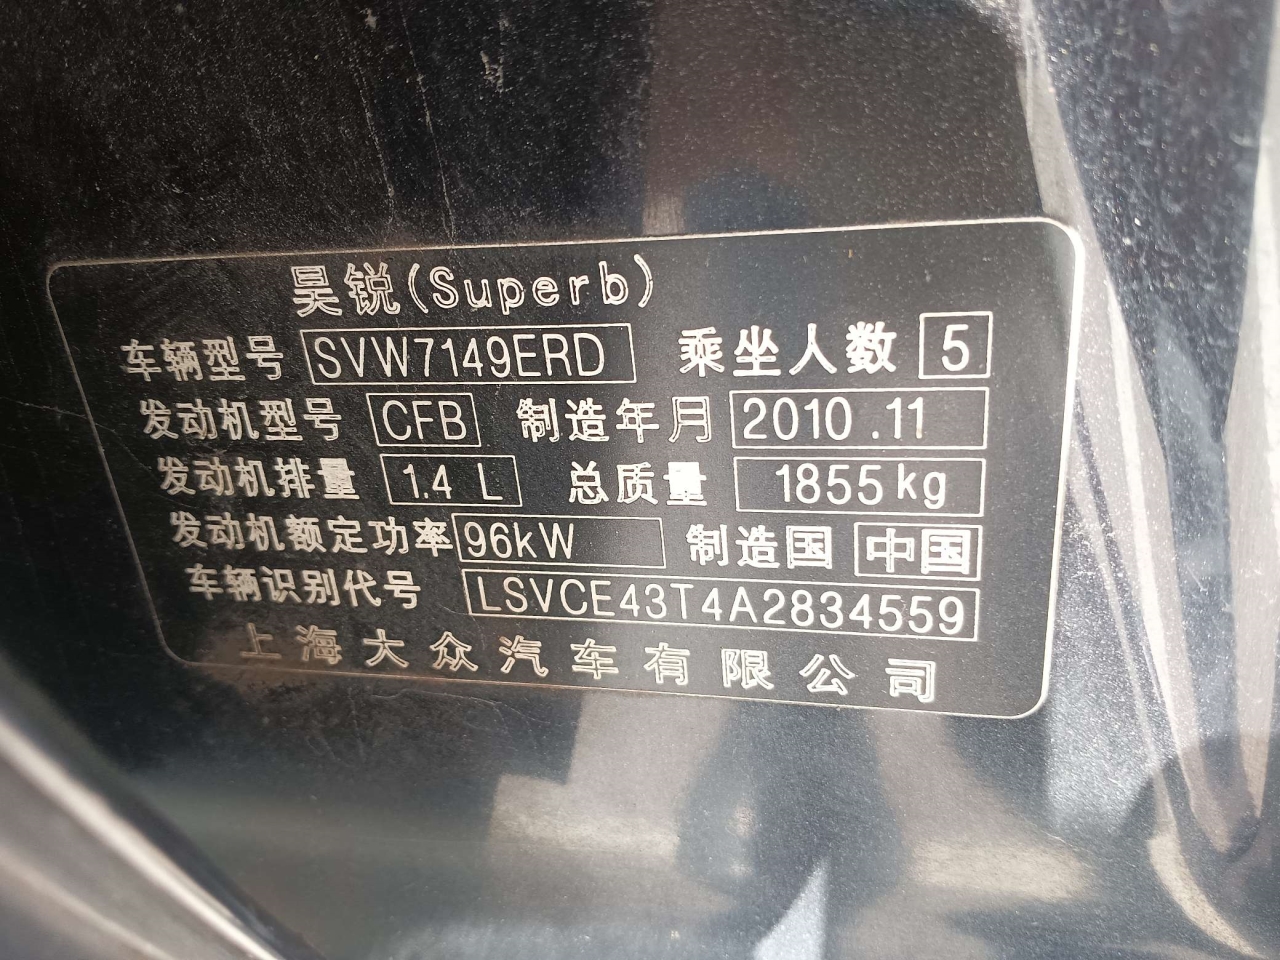 昊锐(Superb)
车辆型号 SVW7149ERD 乘坐人数 5
发动机型号 CFB 制造年月 2010.11
发动机排量 1.4 L 总质量 1855kg
发动机额定功率 96kW 制造国 中国
车辆识别代号 LSVCE43T4A2834559
上海大众汽车有限公司